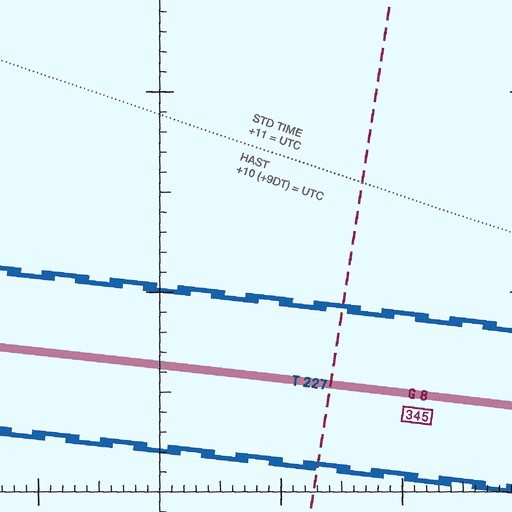 STD TIME
+11 = UTC
HAST
+10 (+9DT) = UTC
T 227
G 8
345